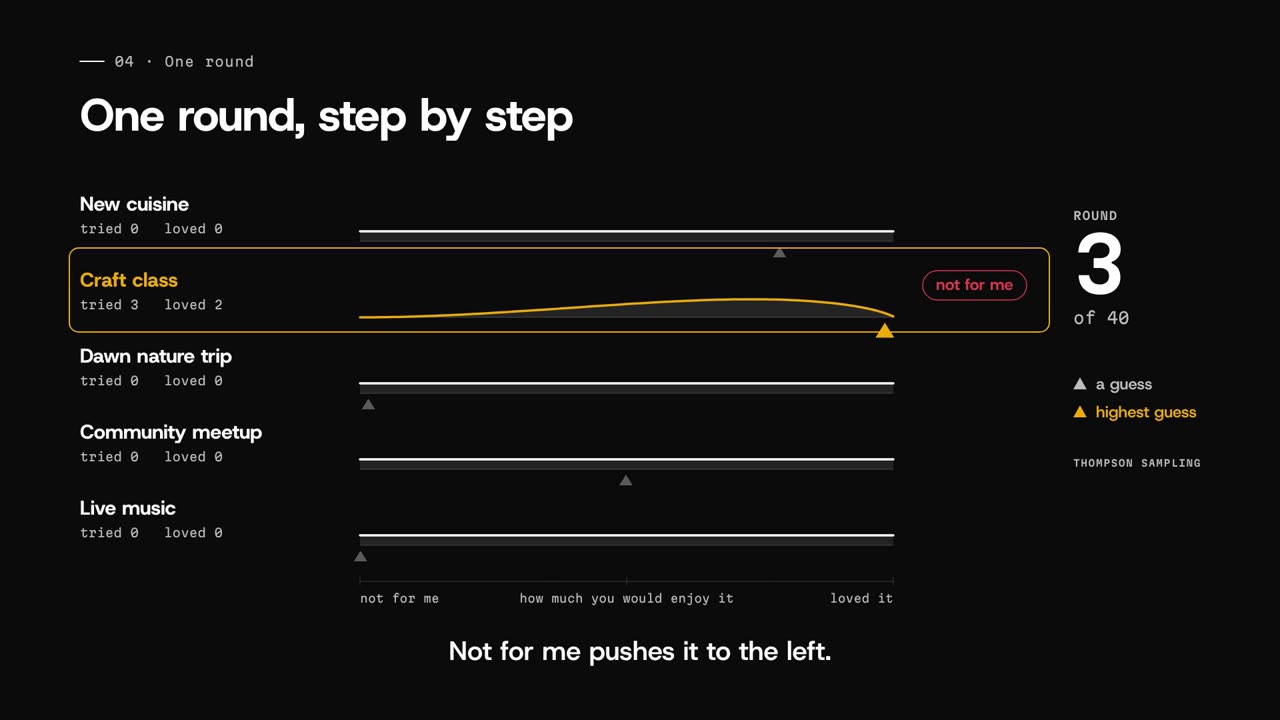 04 · One round
One round, step by step
New cuisine
tried 0 loved 0
Craft class
tried 3 loved 2
not for me
Dawn nature trip
tried 0 loved 0
Community meetup
tried 0 loved 0
Live music
tried 0 loved 0
not for me
how much you would enjoy it
loved it
ROUND
3
of 40
a guess
highest guess
THOMPSON SAMPLING
Not for me pushes it to the left.